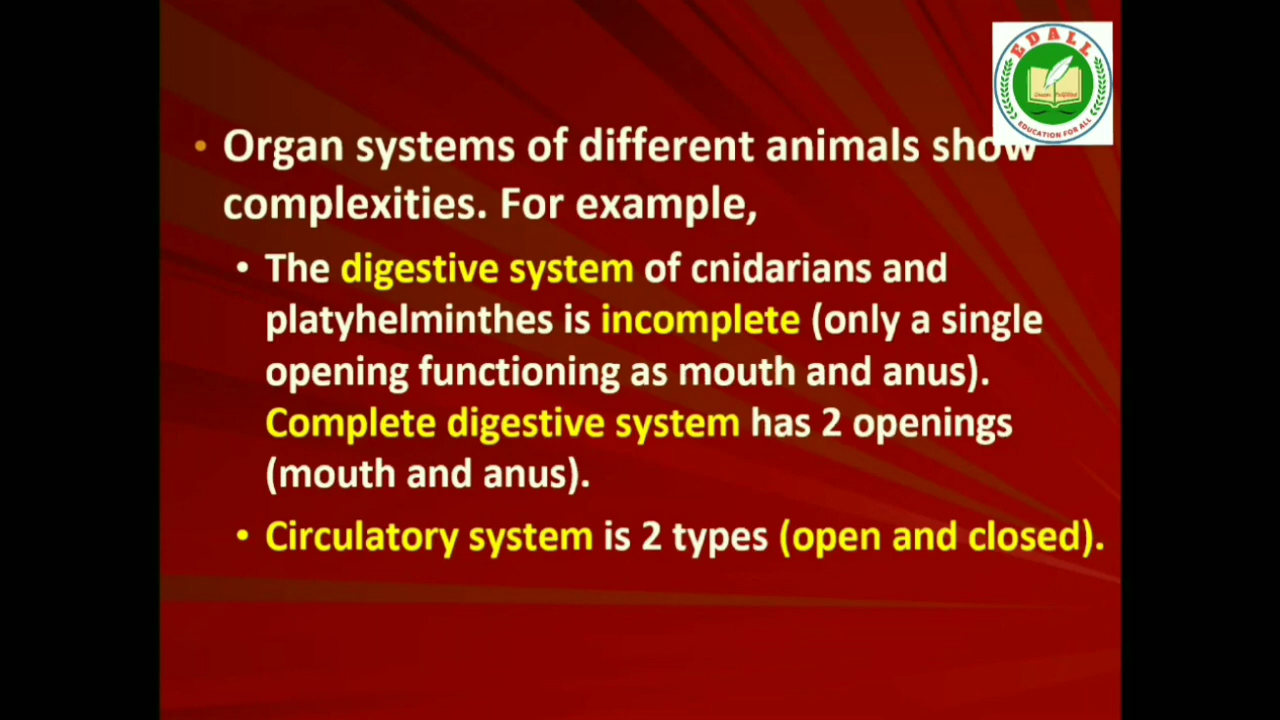 EDALL
EDUCATION FOR ALL
• Organ systems of different animals show
complexities. For example,
• The digestive system of cnidarians and
platyhelminthes is incomplete (only a single
opening functioning as mouth and anus).
Complete digestive system has 2 openings
(mouth and anus).
• Circulatory system is 2 types (open and closed).